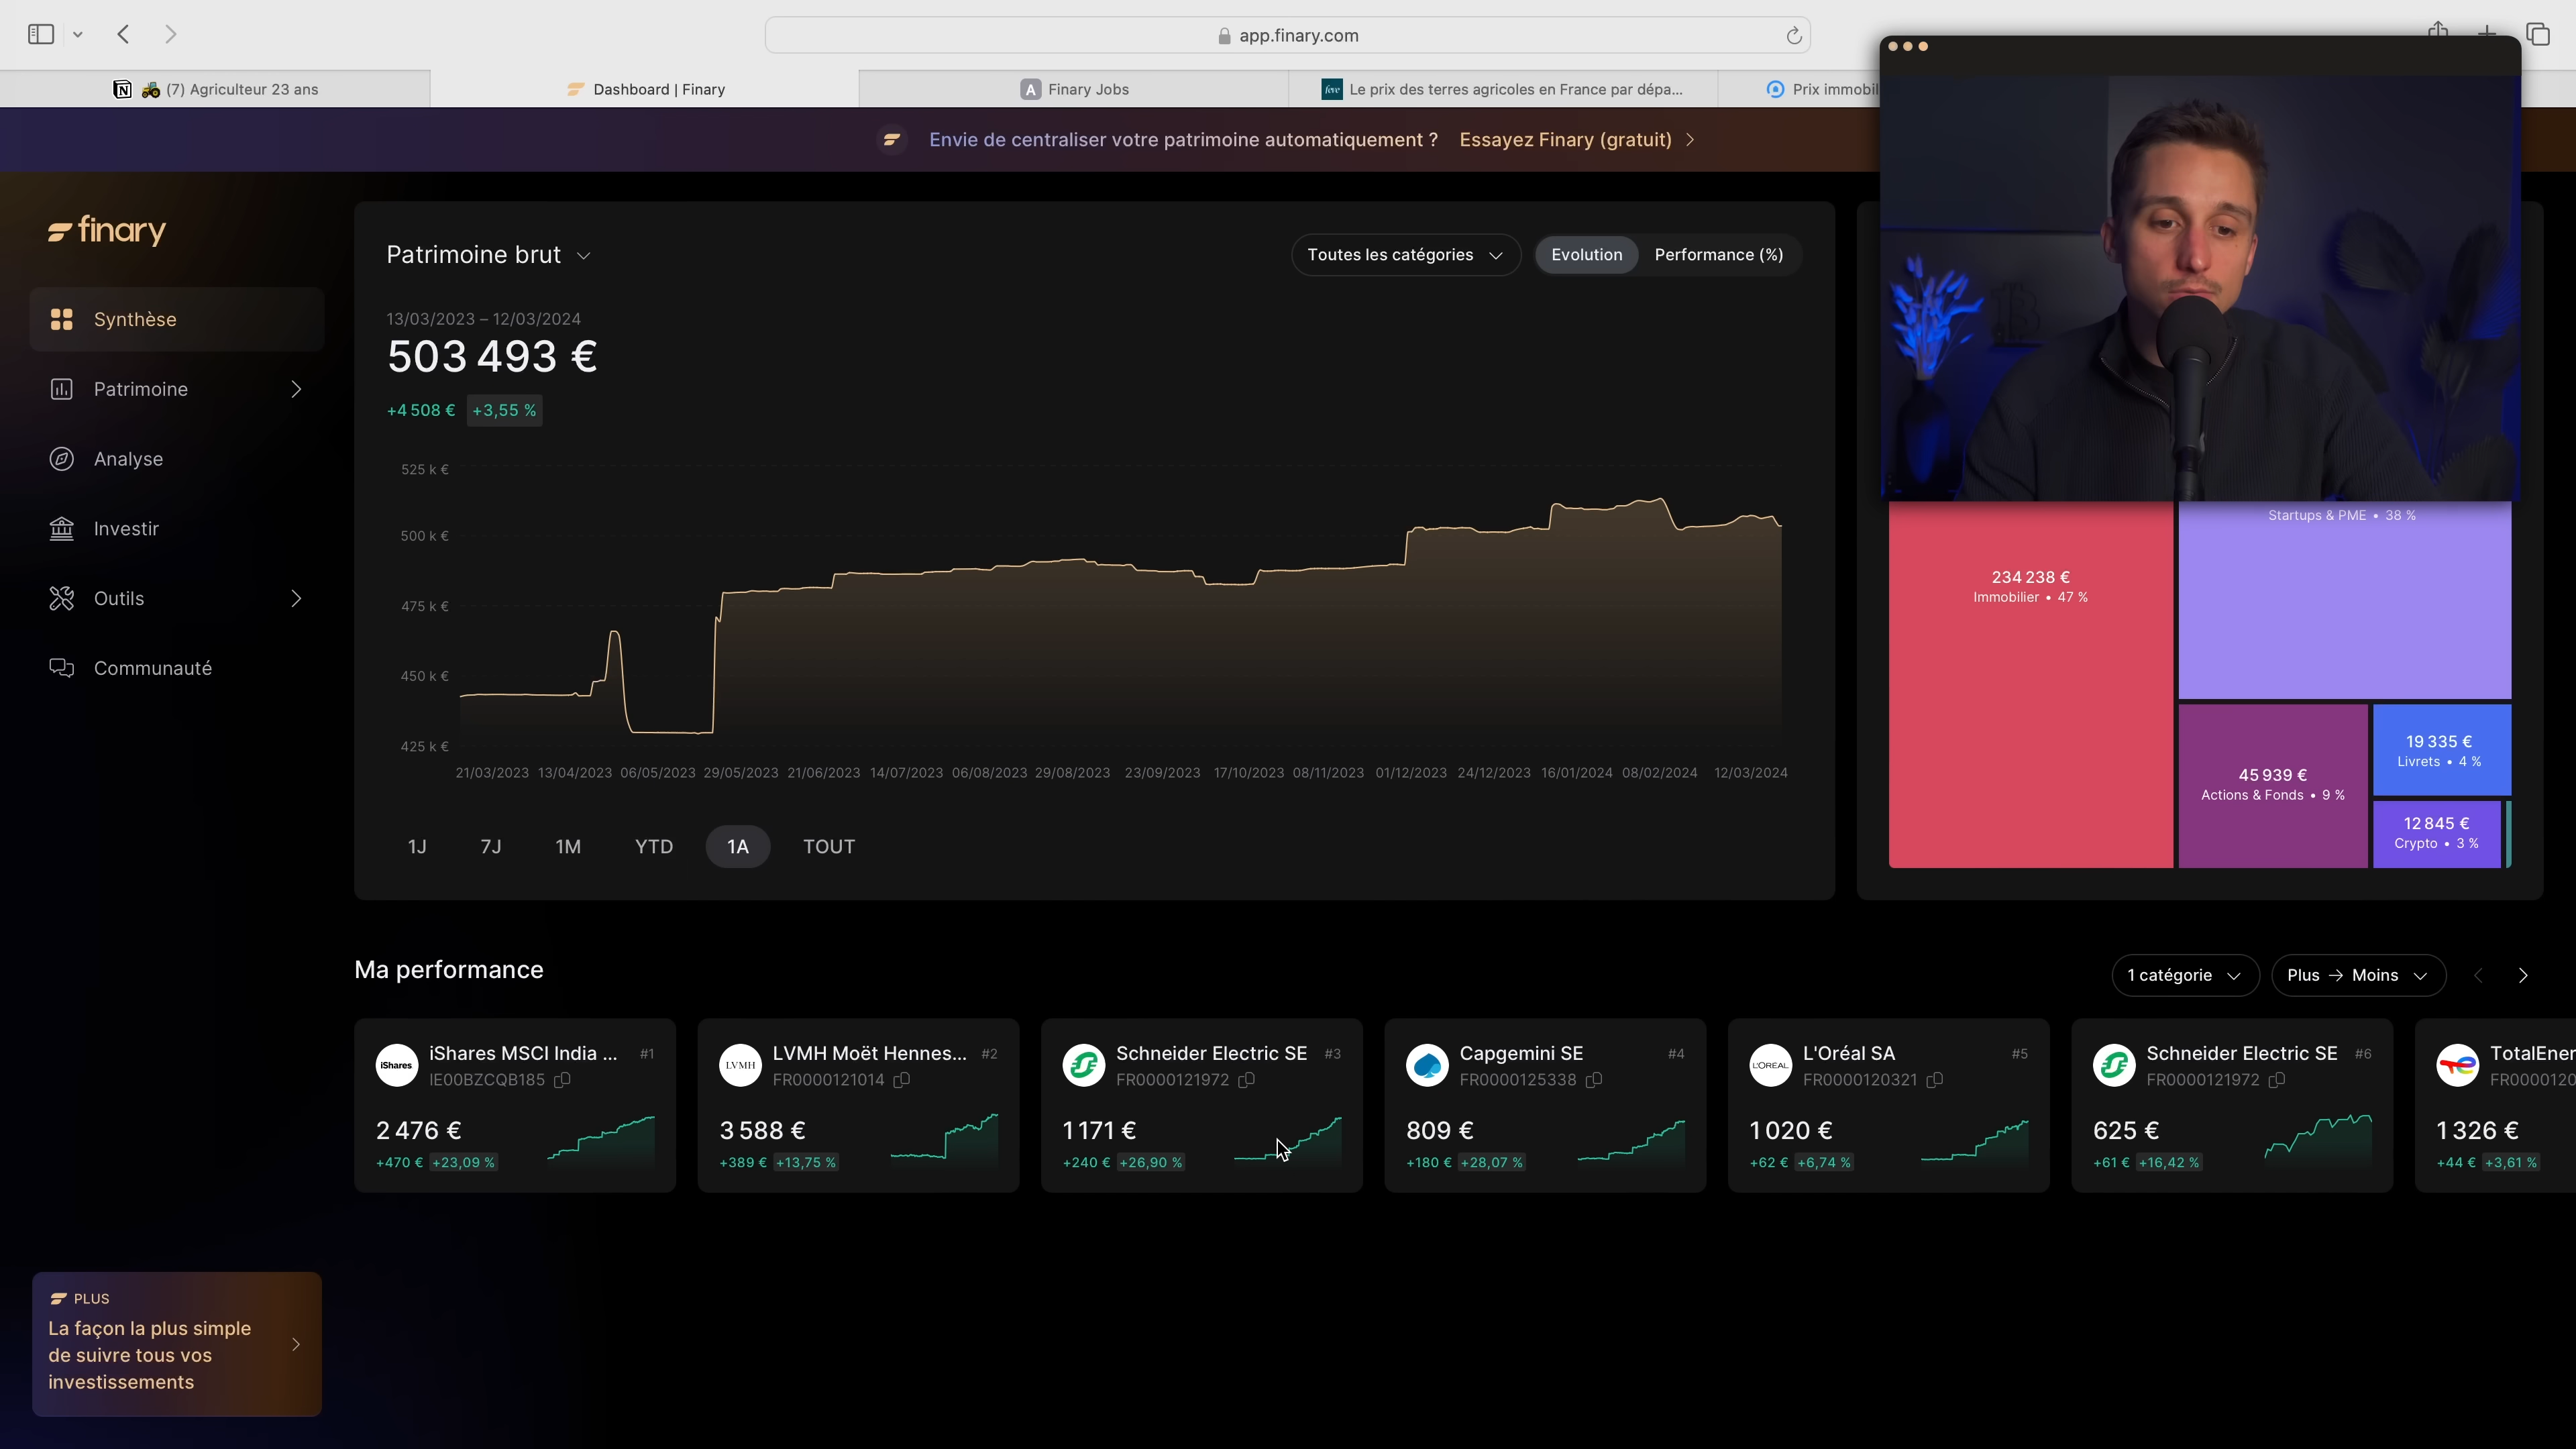 app.finary.com
(7) Agriculteur 23 ans
Dashboard | Finary
A
Finary Jobs
feve
Le prix des terres agricoles en France par dépa...
Prix immobil
Envie de centraliser votre patrimoine automatiquement ? Essayez Finary (gratuit)
finary
Synthèse
Patrimoine
Analyse
Investir
Outils
Communauté
PLUS
La façon la plus simple
de suivre tous vos
investissements
Patrimoine brut
Toutes les catégories
Evolution
Performance (%)
13/03/2023 – 12/03/2024
503 493 €
+4 508 € +3,55 %
525 k €
500 k €
475 k €
450 k €
425 k €
21/03/2023 13/04/2023 06/05/2023 29/05/2023 21/06/2023 14/07/2023 06/08/2023 29/08/2023 23/09/2023 17/10/2023 08/11/2023 01/12/2023 24/12/2023 16/01/2024 08/02/2024 12/03/2024
1J 7J 1M YTD 1A TOUT
234 238 €
Immobilier • 47 %
Startups & PME • 38 %
45 939 €
Actions & Fonds • 9 %
19 335 €
Livrets • 4 %
12 845 €
Crypto • 3 %
Ma performance
1 catégorie
Plus → Moins
iShares
iShares MSCI India ... #1
IE00BZCQB185
2 476 €
+470 € +23,09 %
LVMH
LVMH Moët Hennes... #2
FR0000121014
3 588 €
+389 € +13,75 %
Schneider Electric SE #3
FR0000121972
1 171 €
+240 € +26,90 %
Capgemini SE #4
FR0000125338
809 €
+180 € +28,07 %
L'ORÉAL
L'Oréal SA #5
FR0000120321
1 020 €
+62 € +6,74 %
Schneider Electric SE #6
FR0000121972
625 €
+61 € +16,42 %
TotalEner
FR0000120
1 326 €
+44 € +3,61 %